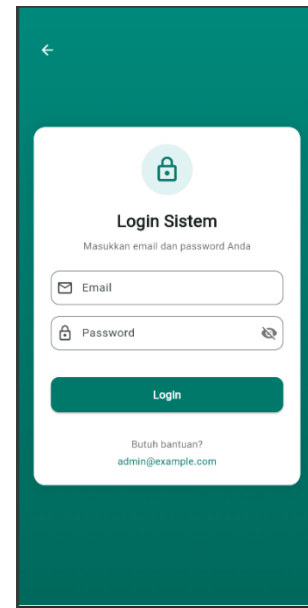 Login Sistem
Masukkan email dan password Anda
Email
Password
Login
Butuh bantuan?
admin@example.com